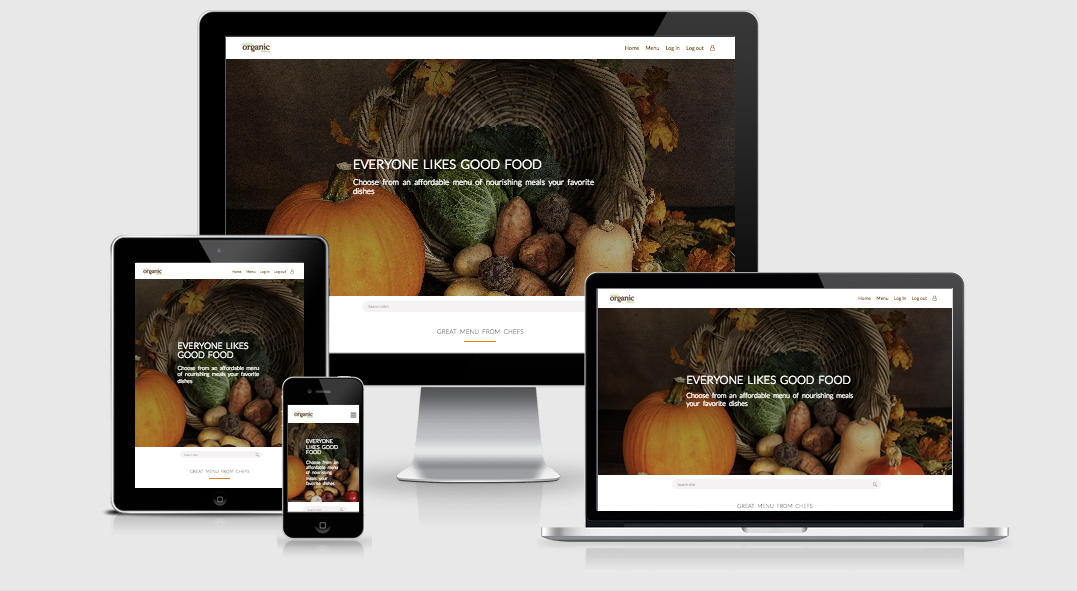 organic
Home Menu Log in Log out
EVERYONE LIKES GOOD FOOD
Choose from an affordable menu of nourishing meals your favorite
dishes
Search dish
GREAT MENU FROM CHEFS
organic
Home Menu Log in Log out
EVERYONE LIKES
GOOD FOOD
Choose from an affordable menu
of nourishing meals your favorite
dishes
Search dish
GREAT MENU FROM CHEFS
organic
EVERYONE
LIKES GOOD
FOOD
Choose from an
affordable menu
of nourishing
meals your
favorite dishes
Search dish
organic
Home Menu Log in Log out
EVERYONE LIKES GOOD FOOD
Choose from an affordable menu of nourishing meals
your favorite dishes
Search dish
GREAT MENU FROM CHEFS